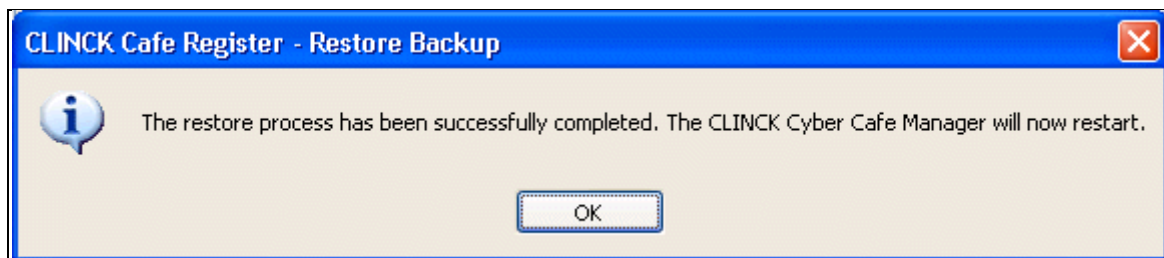 CLINCK Cafe Register - Restore Backup
The restore process has been successfully completed. The CLINCK Cyber Cafe Manager will now restart.
OK